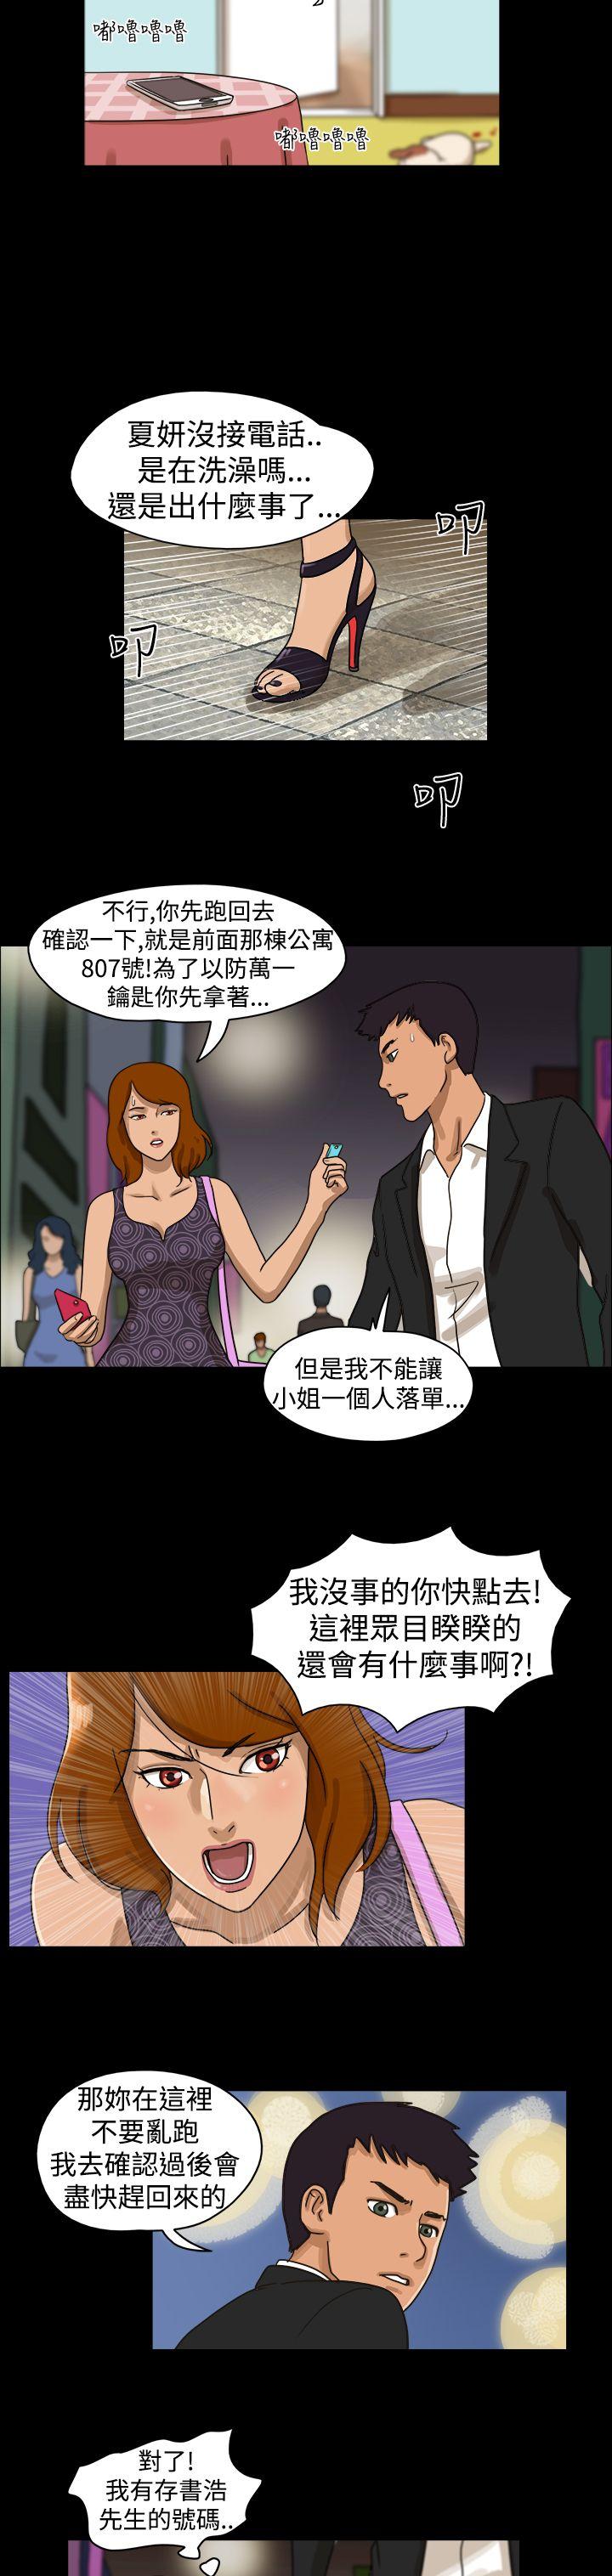 嘟嚕嚕嚕
嘟嚕嚕嚕
夏妍沒接電話..
是在洗澡嗎...
還是出什麼事了...
叩
叩
叩
不行,你先跑回去
確認一下,就是前面那棟公寓
807號!為了以防萬一
鑰匙你先拿著...
但是我不能讓
小姐一個人落單...
我沒事的你快點去!
這裡眾目睽睽的
還會有什麼事啊?!
那妳在這裡
不要亂跑
我去確認過後會
盡快趕回來的
對了!
我有存書浩
先生的號碼..